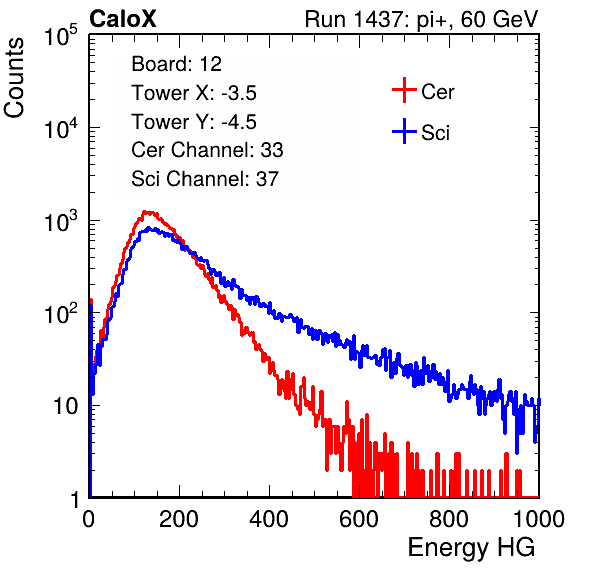 CaloX Run 1437: pi+, 60 GeV
Counts
Board: 12
Tower X: -3.5
Tower Y: -4.5
Cer Channel: 33
Sci Channel: 37
Cer
Sci
10^5
10^4
10^3
10^2
10
1
0 200 400 600 800 1000
Energy HG